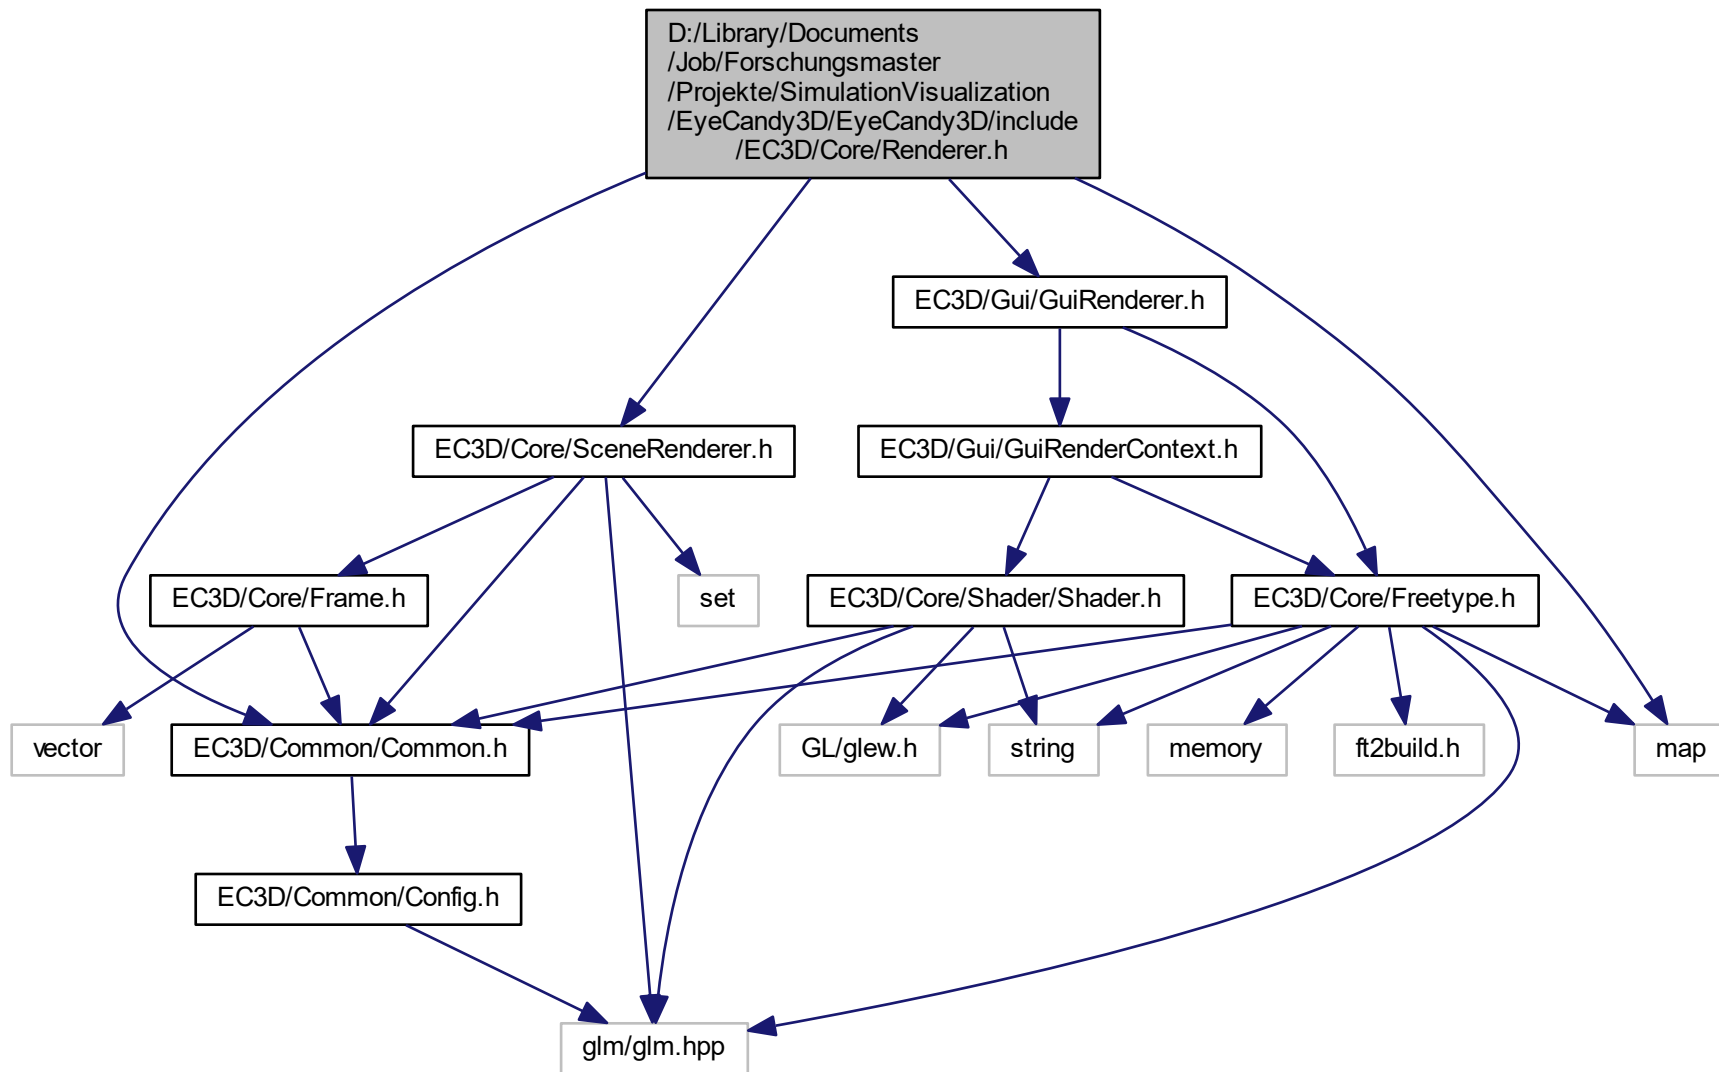 D:/Library/Documents
/Job/Forschungsmaster
/Projekte/SimulationVisualization
/EyeCandy3D/EyeCandy3D/include
/EC3D/Core/Renderer.h
EC3D/Gui/GuiRenderer.h
EC3D/Core/SceneRenderer.h
EC3D/Gui/GuiRenderContext.h
EC3D/Core/Frame.h
set
EC3D/Core/Shader/Shader.h
EC3D/Core/Freetype.h
vector
EC3D/Common/Common.h
GL/glew.h
string
memory
ft2build.h
map
EC3D/Common/Config.h
glm/glm.hpp